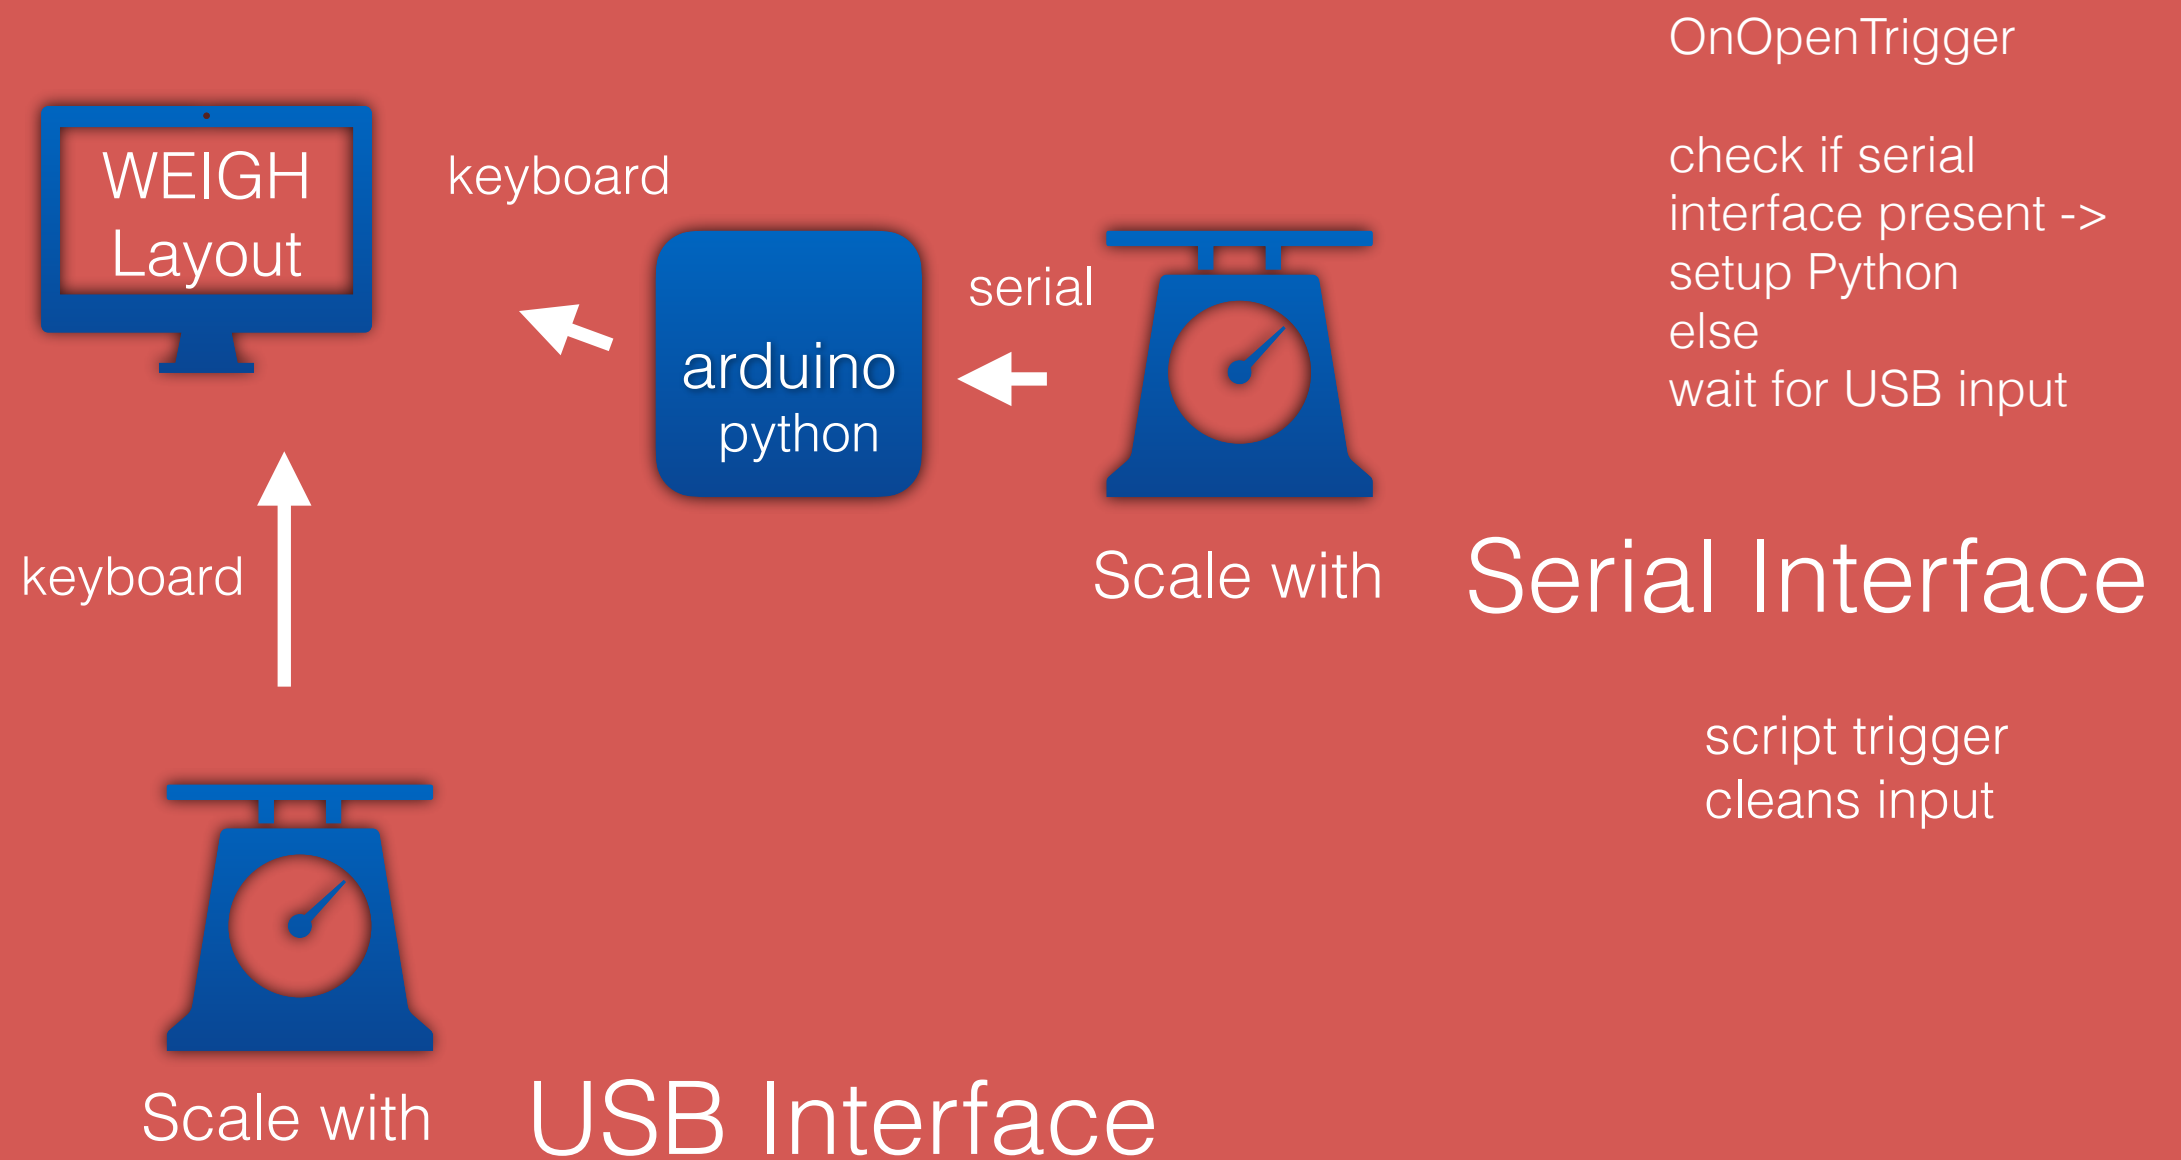 OnOpenTrigger
check if serial
interface present ->
setup Python
else
wait for USB input
WEIGH
Layout
keyboard
arduino
python
serial
Scale with Serial Interface
keyboard
script trigger
cleans input
Scale with USB Interface